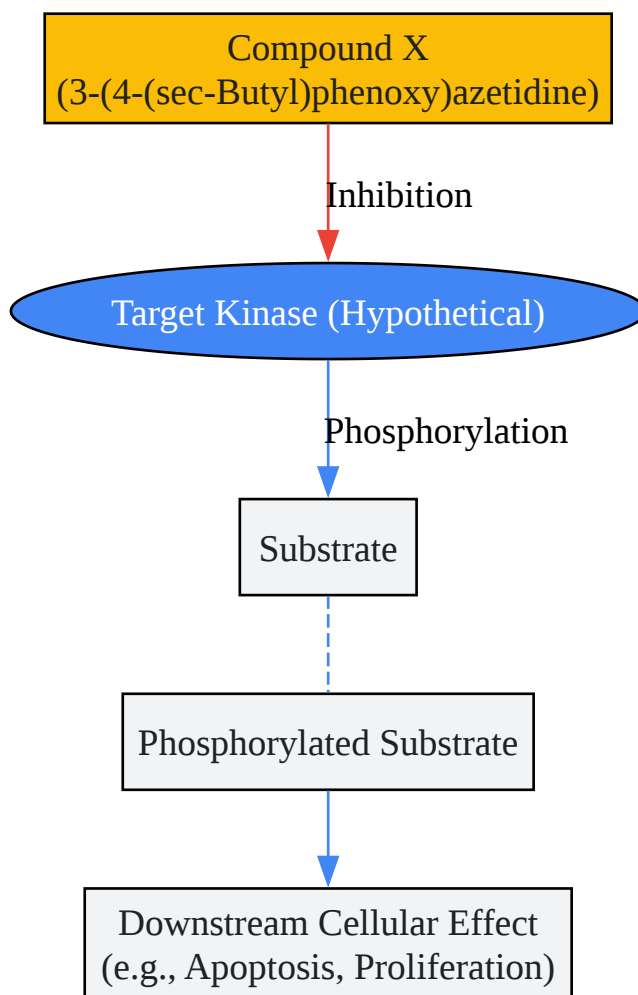 Compound X
(3-(4-(sec-Butyl)phenoxy)azetidine)
Inhibition
Target Kinase (Hypothetical)
Phosphorylation
Substrate
Phosphorylated Substrate
Downstream Cellular Effect
(e.g., Apoptosis, Proliferation)